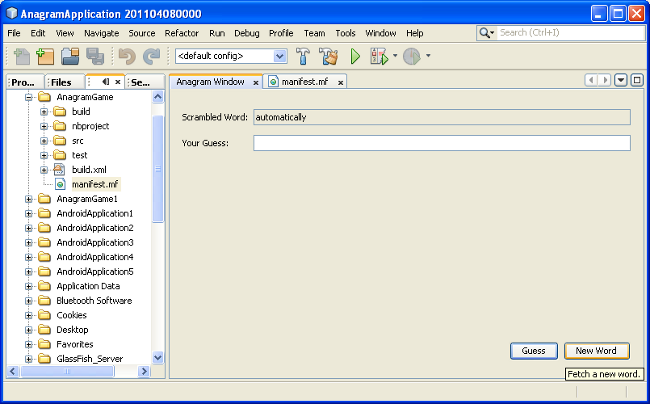 AnagramApplication 201104080000
File Edit View Navigate Source Refactor Run Debug Profile Team Tools Window Help
Search (Ctrl+I)
<default config>
Pro... Files Se...
Anagram Window manifest.mf
AnagramGame
build
nbproject
src
test
build.xml
manifest.mf
AnagramGame1
AndroidApplication1
AndroidApplication2
AndroidApplication3
AndroidApplication4
AndroidApplication5
Application Data
Bluetooth Software
Cookies
Desktop
Favorites
GlassFish_Server
Scrambled Word: automatically
Your Guess:
Guess New Word
Fetch a new word.